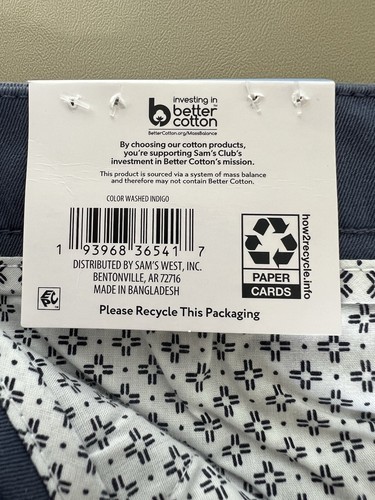 investing in
better
cotton
BetterCotton.org/MassBalance
By choosing our cotton products,
you're supporting Sam's Club's
investment in Better Cotton's mission.
This product is sourced via a system of mass balance
and therefore may not contain Better Cotton.
COLOR WASHED INDIGO
1 93968 36541 7
DISTRIBUTED BY SAM'S WEST, INC.
BENTONVILLE, AR 72716
MADE IN BANGLADESH
how2recycle.info
PAPER
CARDS
Please Recycle This Packaging